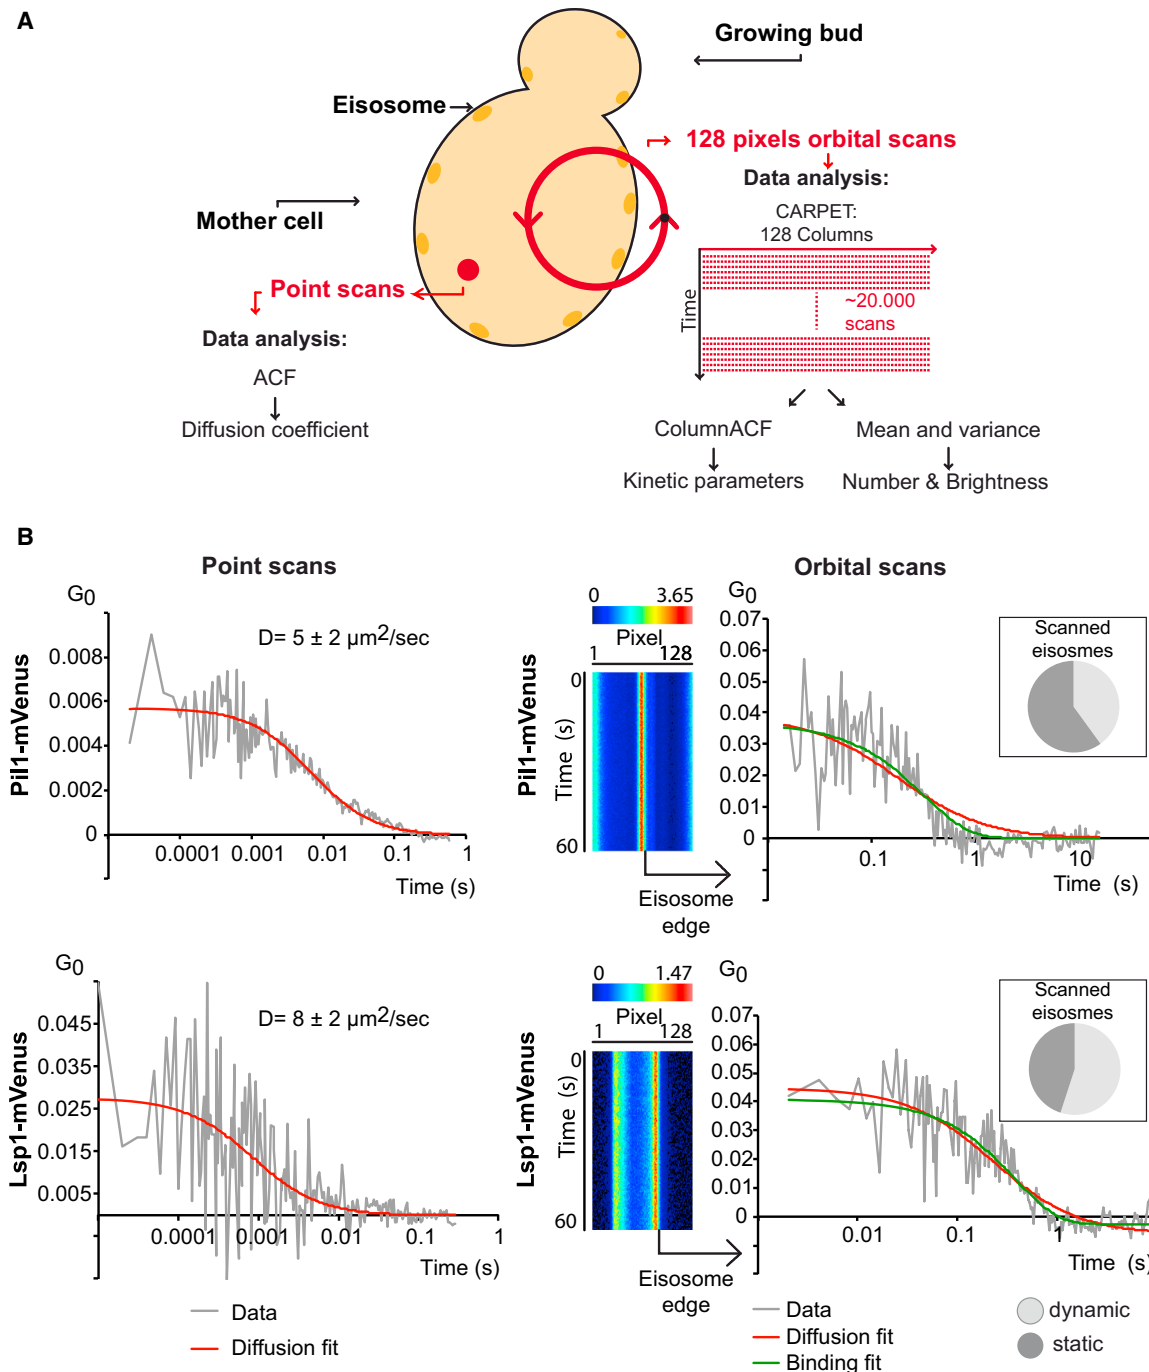 A
Growing bud
Eisosome
128 pixels orbital scans
Data analysis:
CARPET:
128 Columns
Mother cell
Time
~20.000
scans
Point scans
Data analysis:
ACF
Diffusion coefficient
ColumnACF
Mean and variance
Kinetic parameters
Number & Brightness
B
Point scans
Orbital scans
Pil1-mVenus
G0
0.008
0.006
0.004
0.002
0
D= 5 ± 2 µm2/sec
0.0001 0.001 0.01 0.1 1
Time (s)
Pil1-mVenus
0 3.65
Pixel
1 128
0
Time (s)
60
Eisosome
edge
G0
0.07
0.06
0.05
0.04
0.03
0.02
0.01
0
0.1 1 10
Time (s)
Scanned
eisosmes
Lsp1-mVenus
G0
0.045
0.035
0.025
0.015
0.005
D= 8 ± 2 µm2/sec
0.0001 0.001 0.01 0.1 1
Time (s)
Data
Diffusion fit
Lsp1-mVenus
0 1.47
Pixel
1 128
0
Time (s)
60
Eisosome
edge
G0
0.07
0.06
0.05
0.04
0.03
0.02
0.01
0
0.01 0.1 1
Time (s)
Scanned
eisosmes
Data
Diffusion fit
Binding fit
dynamic
static